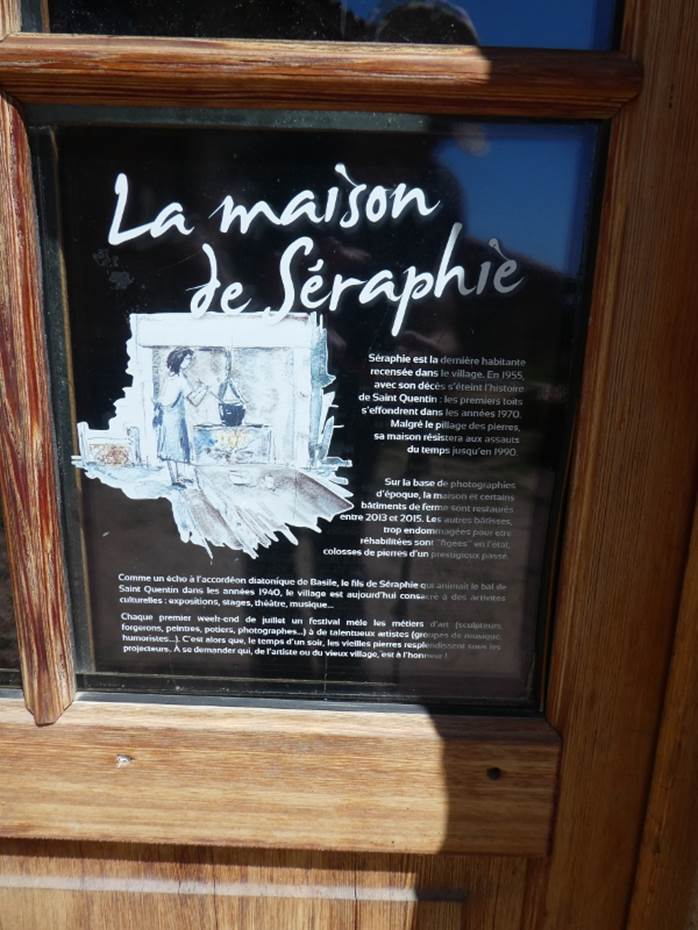 La maison
de Séraphie
Séraphie est la dernière habitante
recensée dans le village. En 1955,
avec son décès s'éteint l'histoire
de Saint Quentin : les premiers toits
s'effondrent dans les années 1970.
Malgré le pillage des pierres,
sa maison résistera aux assauts
du temps jusqu'en 1990.
Sur la base de photographies
d'époque, la maison et certains
bâtiments de ferme sont restaurés
entre 2013 et 2015. Les autres bâtisses,
trop endommagées pour être
réhabilitées sont "figées" en l'état,
colosses de pierres d'un prestigieux passé.
Comme un écho à l'accordéon diatonique de Basile, le fils de Séraphie qui animait le bal de
Saint Quentin dans les années 1940, le village est aujourd'hui consacré à des activités
culturelles : expositions, stages, théâtre, musique...
Chaque premier week-end de juillet un festival mêle les métiers d'art (sculpteurs,
forgerons, peintres, potiers, photographes...) à de talentueux artistes (groupes de musique,
humoristes...). C'est alors que, le temps d'un soir, les vieilles pierres resplendissent sous les
projecteurs. À se demander qui, de l'artiste ou du vieux village, est à l'honneur !